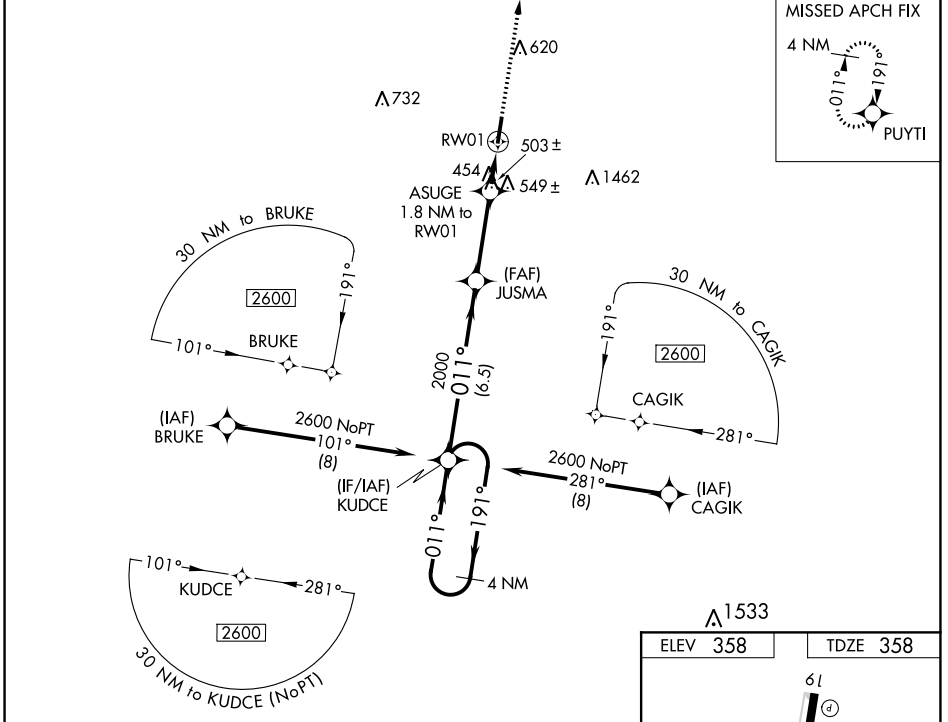 MISSED APCH FIX
4 NM
011°
191°
PUYTI
620
732
RW01
503 ±
454
549 ±
1462
ASUGE
1.8 NM to
RW01
30 NM to BRUKE
2600
191°
BRUKE
101°
(FAF)
JUSMA
30 NM to CAGIK
191°
2600
CAGIK
281°
2000
011°
(6.5)
(IAF)
BRUKE
2600 NoPT
101°
(8)
(IF/IAF)
KUDCE
2600 NoPT
281°
(8)
(IAF)
CAGIK
011°
191°
4 NM
101°
KUDCE
281°
2600
30 NM to KUDCE (NoPT)
1533
ELEV 358
TDZE 358
19
P